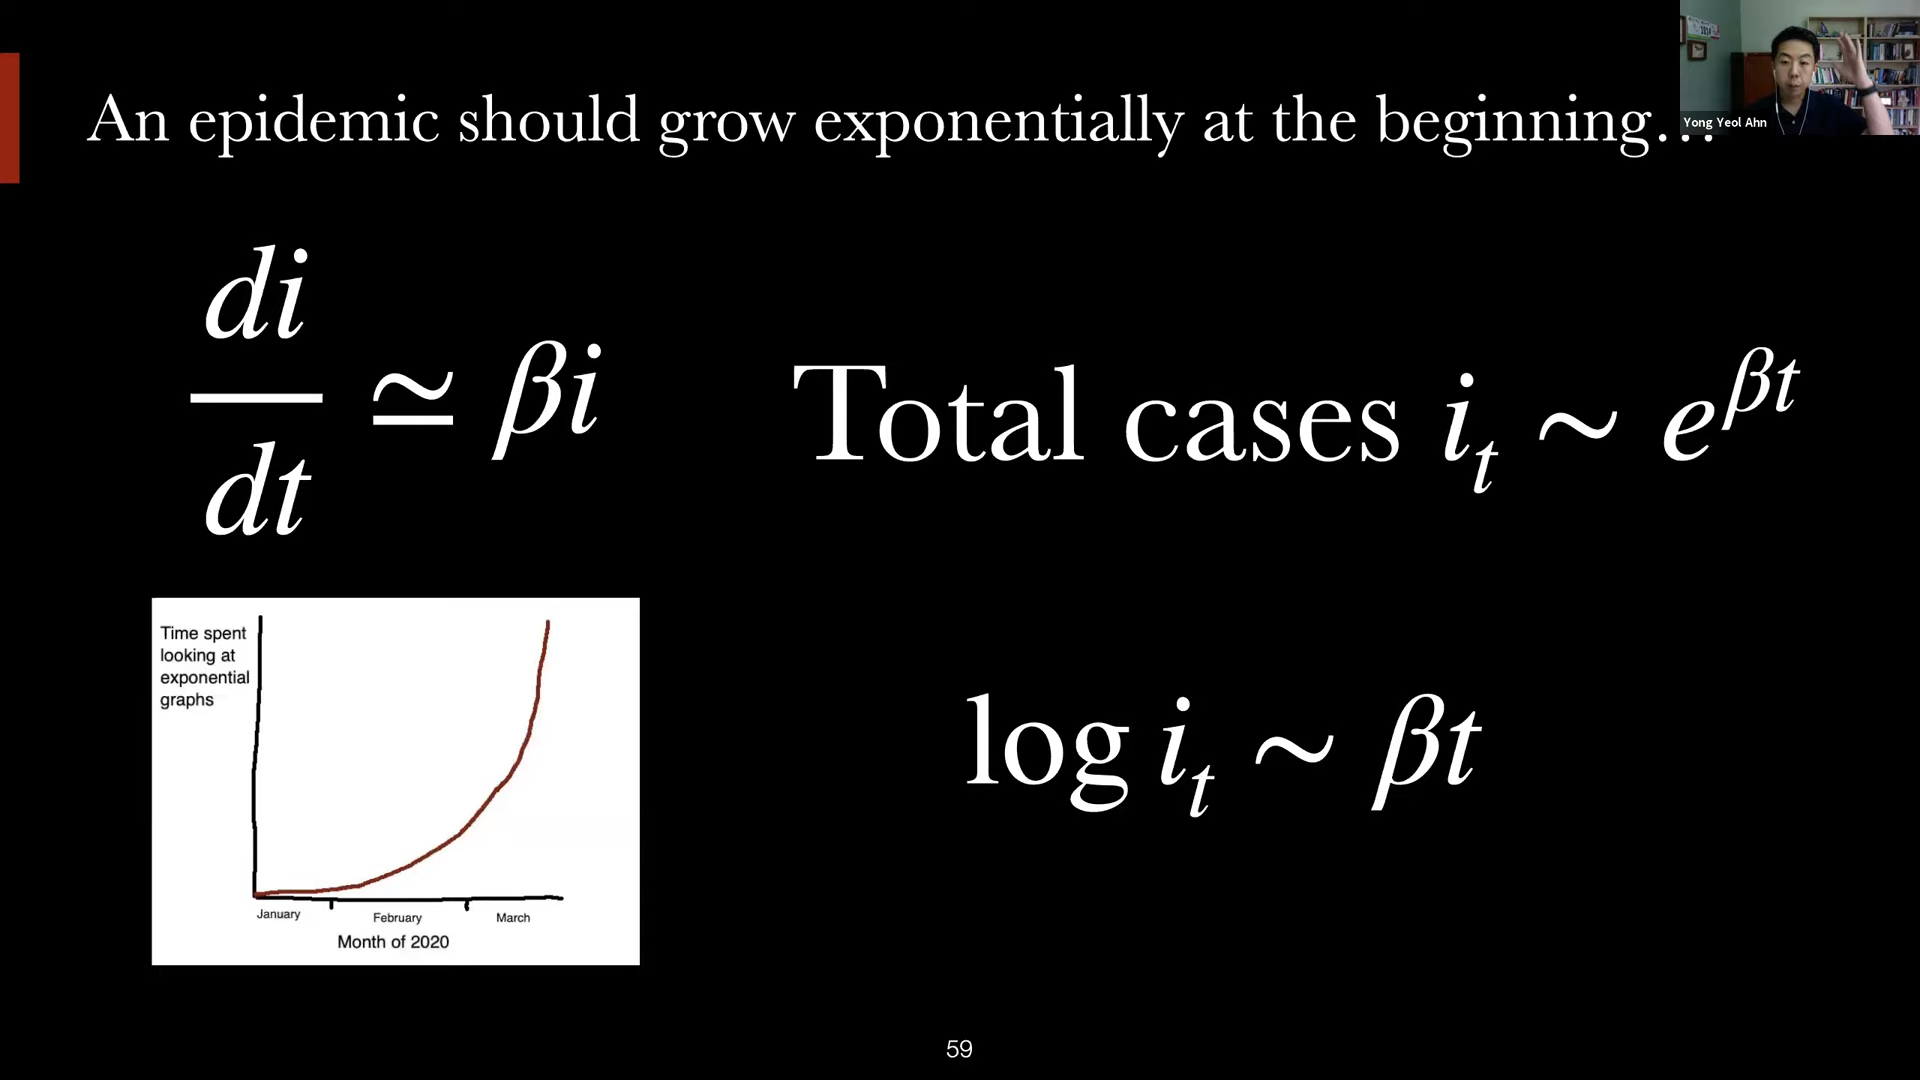 An epidemic should grow exponentially at the beginning…
Yong Yeol Ahn
di/dt ≃ βi
Total cases i_t ~ e^{βt}
Time spent
looking at
exponential
graphs
January February March
Month of 2020
log i_t ~ βt
59